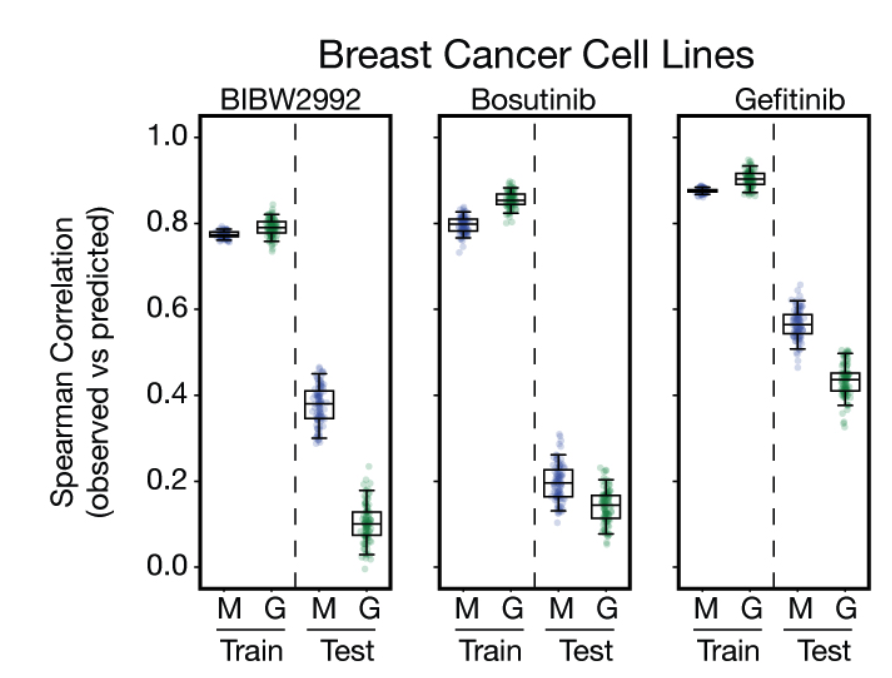 Breast Cancer Cell Lines
BIBW2992 Bosutinib Gefitinib
Spearman Correlation
(observed vs predicted)
1.0
0.8
0.6
0.4
0.2
0.0
M G M G M G M G M G M G
Train Test Train Test Train Test